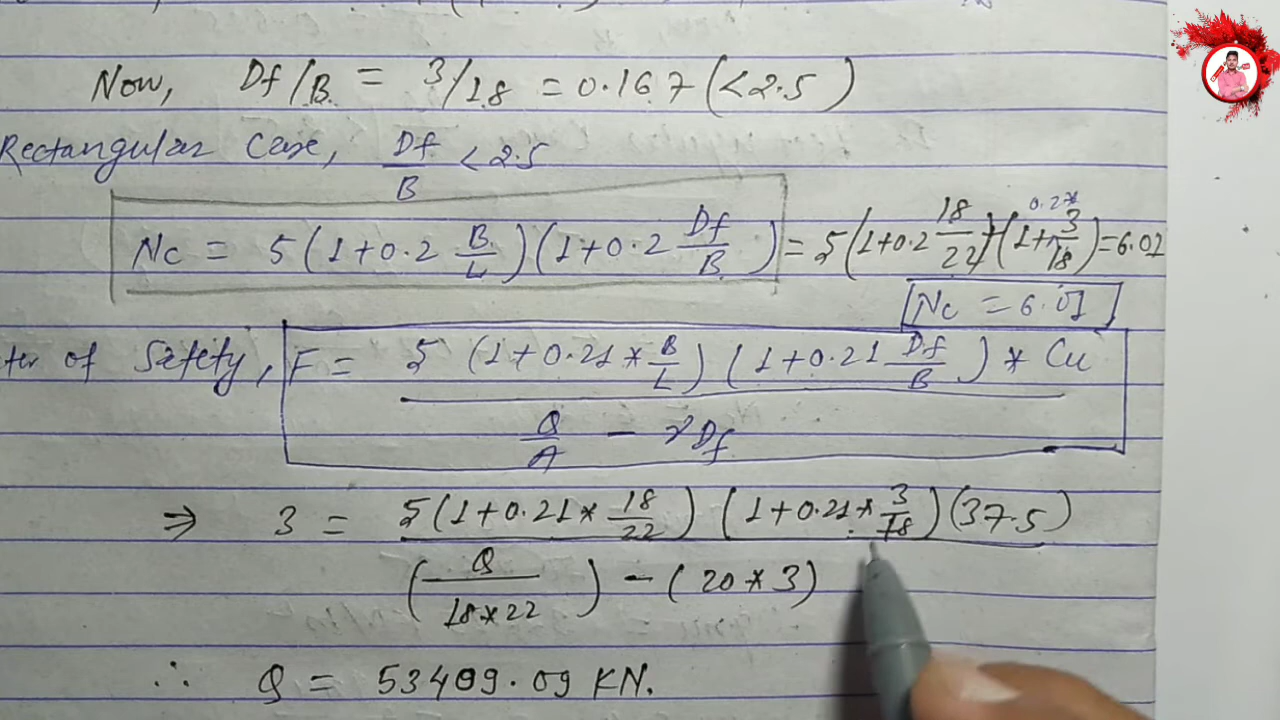 Now, Df/B = 3/18 = 0.167 (< 2.5)
Rectangular Case, Df/B < 2.5
Nc = 5(1+0.2 B/L)(1+0.2 Df/B) = 5(1+0.2 18/22)(1+ 0.2* 3/18) = 6.01
[Nc = 6.01]
ter of Safety, F = 5 (1+0.21*B/L) (1+0.21 Df/B) * Cu
Q/A - γDf
⇒ 3 = 5(1+0.21*18/22) (1+0.21*3/18)(37.5)
(Q/18*22) - (20*3)
∴ Q = 53409.09 KN.